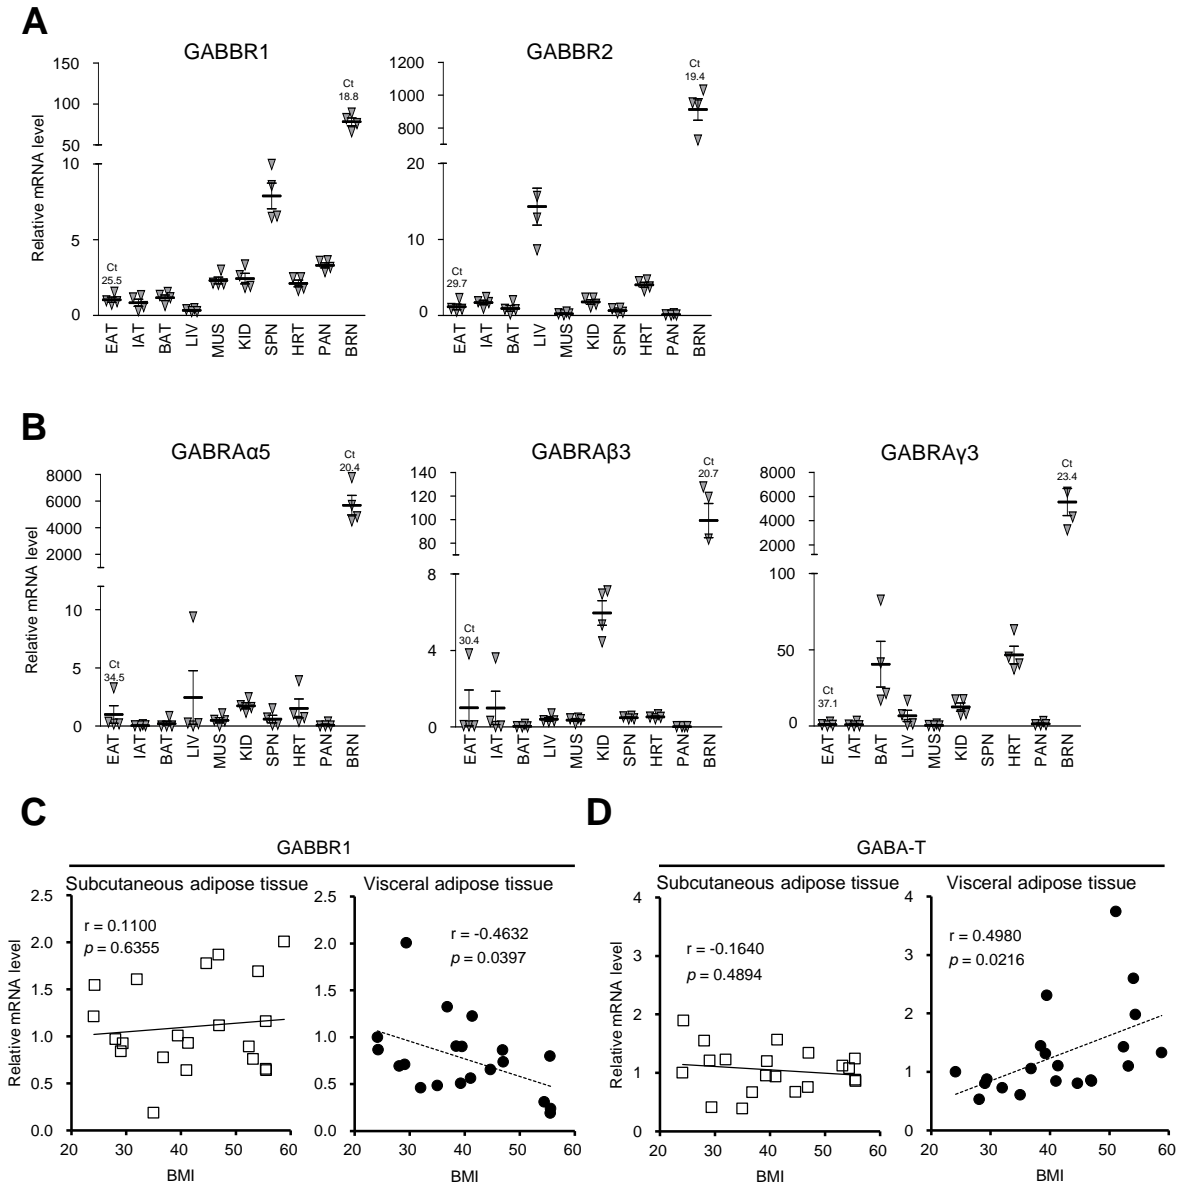 A
GABBR1
GABBR2
Relative mRNA level
150
100
50
10
5
0
Ct
25.5
Ct
18.8
EAT
IAT
BAT
LIV
MUS
KID
SPN
HRT
PAN
BRN
1200
1000
800
20
10
0
Ct
29.7
Ct
19.4
EAT
IAT
BAT
LIV
MUS
KID
SPN
HRT
PAN
BRN
B
GABRAα5
GABRAβ3
GABRAγ3
Relative mRNA level
8000
6000
4000
2000
10
5
0
Ct
34.5
Ct
20.4
EAT
IAT
BAT
LIV
MUS
KID
SPN
HRT
PAN
BRN
140
120
100
80
8
4
0
Ct
30.4
Ct
20.7
EAT
IAT
BAT
LIV
MUS
KID
SPN
HRT
PAN
BRN
8000
6000
4000
2000
100
50
0
Ct
37.1
Ct
23.4
EAT
IAT
BAT
LIV
MUS
KID
SPN
HRT
PAN
BRN
C
GABBR1
Subcutaneous adipose tissue
Visceral adipose tissue
Relative mRNA level
2.5
2.0
1.5
1.0
0.5
0.0
r = 0.1100
p = 0.6355
20
30
40
50
60
BMI
2.5
2.0
1.5
1.0
0.5
0.0
r = -0.4632
p = 0.0397
20
30
40
50
60
BMI
D
GABA-T
Subcutaneous adipose tissue
Visceral adipose tissue
Relative mRNA level
4
3
2
1
0
r = -0.1640
p = 0.4894
20
30
40
50
60
BMI
4
3
2
1
0
r = 0.4980
p = 0.0216
20
30
40
50
60
BMI